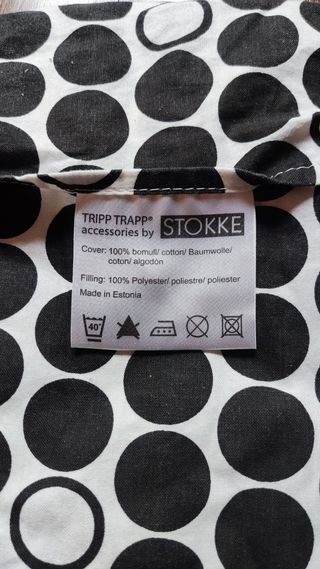 TRIPP TRAPP®
accessories by STOKKE
Cover: 100% bomull/ cotton/ Baumwolle/
coton/ algodón
Filling: 100% Polyester/ poliestre/ poliester
Made in Estonia
40°